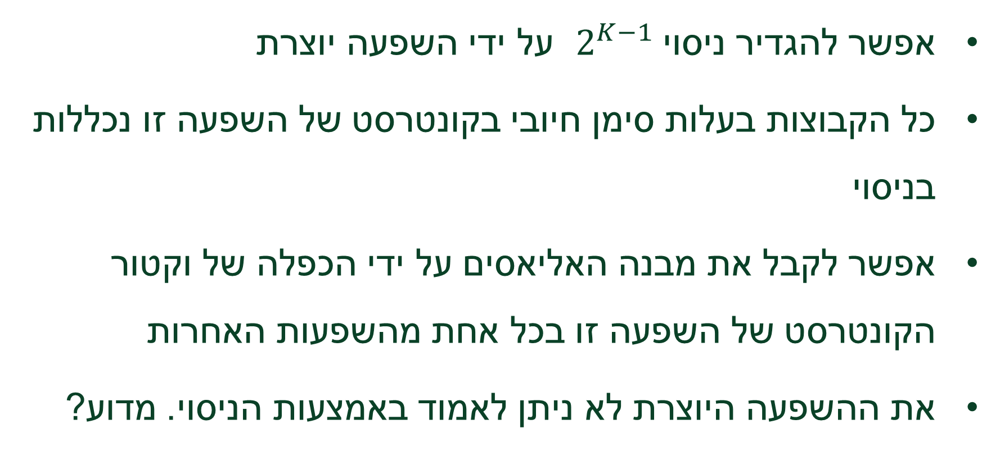 • אפשר להגדיר ניסוי 2^{K−1} על ידי השפעה יוצרת
• כל הקבוצות בעלות סימן חיובי בקונטרסט של השפעה זו נכללות
בניסוי
• אפשר לקבל את מבנה האליאסים על ידי הכפלה של וקטור
הקונטרסט של השפעה זו בכל אחת מהשפעות האחרות
• את ההשפעה היוצרת לא ניתן לאמוד באמצעות הניסוי. מדוע?